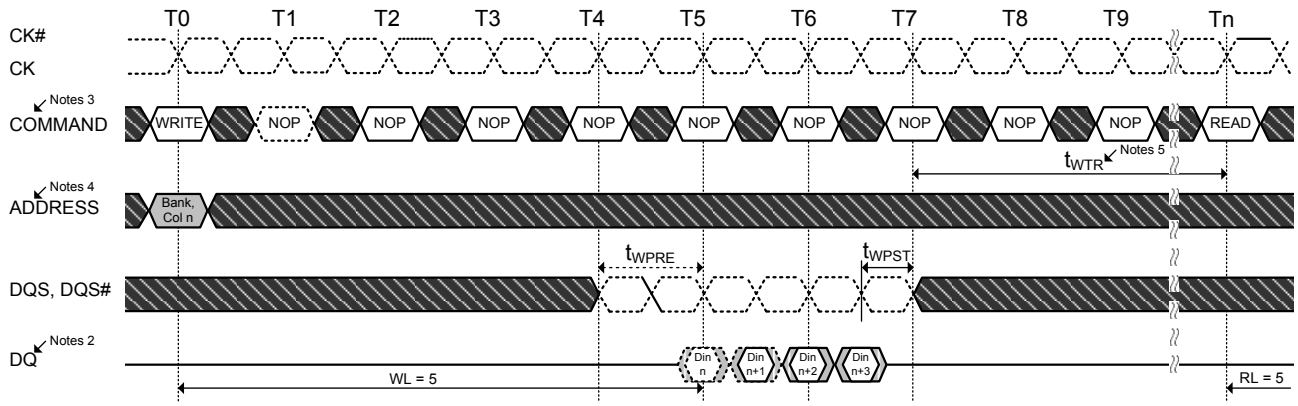 T0 T1 T2 T3 T4 T5 T6 T7 T8 T9 Tn
CK#
CK
Notes 3
COMMAND
WRITE NOP NOP NOP NOP NOP NOP NOP NOP NOP READ
tWTR Notes 5
Notes 4
ADDRESS
Bank,
Col n
tWPRE tWPST
DQS, DQS#
Notes 2
DQ
Din
n
Din
n+1
Din
n+2
Din
n+3
WL = 5
RL = 5